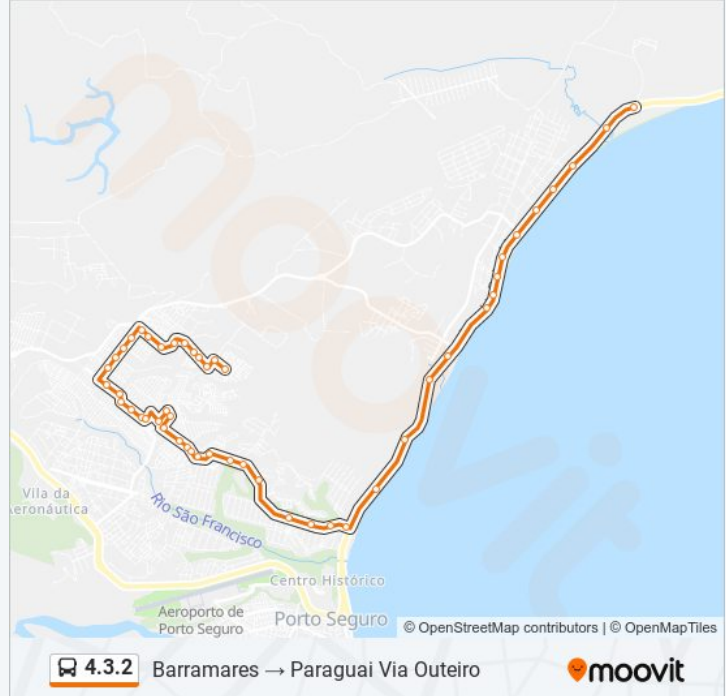 moovit
Vila da
Aeronáutica
Rio São Francisco
Centro Histórico
Aeroporto de
Porto Seguro
Porto Seguro
© OpenStreetMap contributors | © OpenMapTiles
4.3.2 Barramares → Paraguai Via Outeiro
moovit